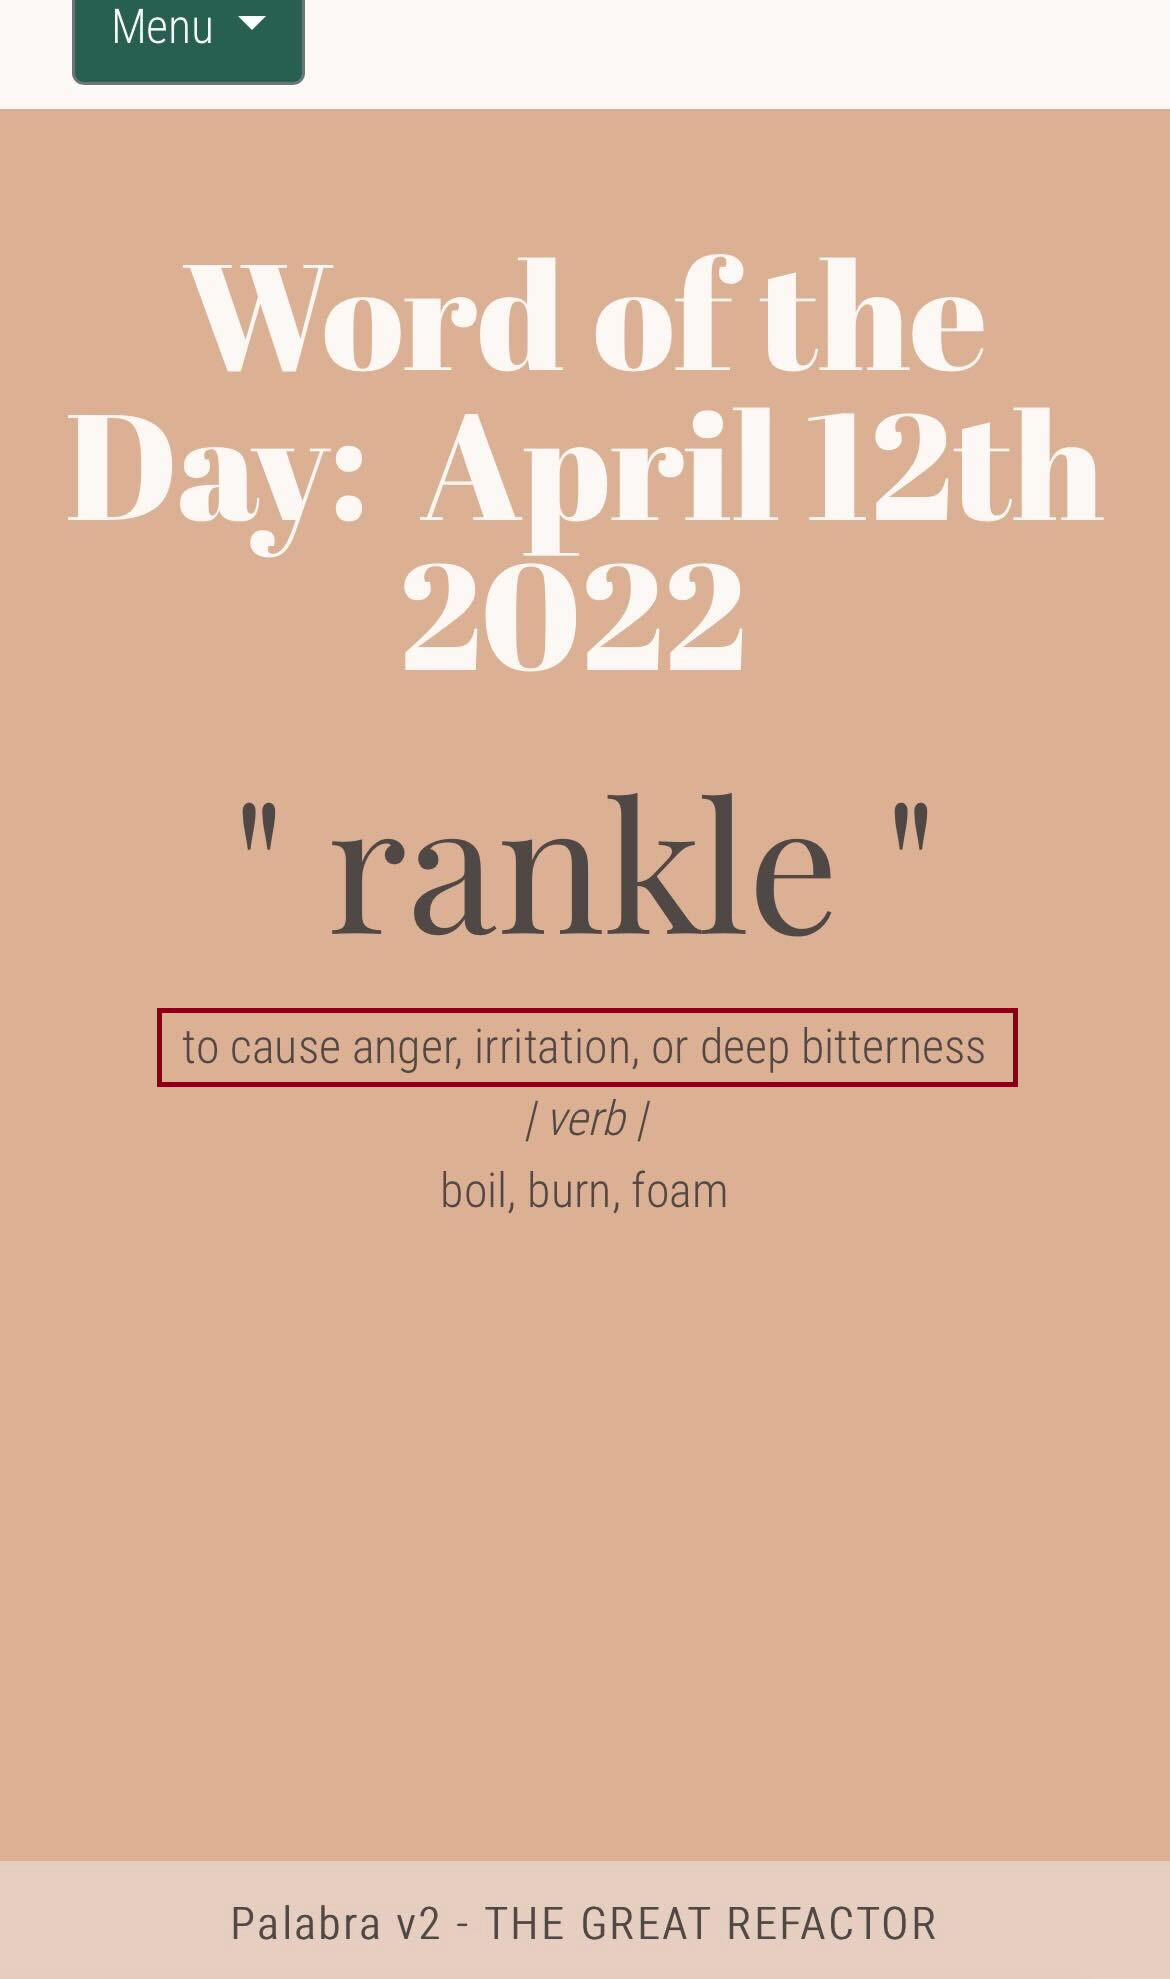 Menu
Word of the
Day: April 12th
2022
" rankle "
to cause anger, irritation, or deep bitterness
| verb |
boil, burn, foam
Palabra v2 - THE GREAT REFACTOR